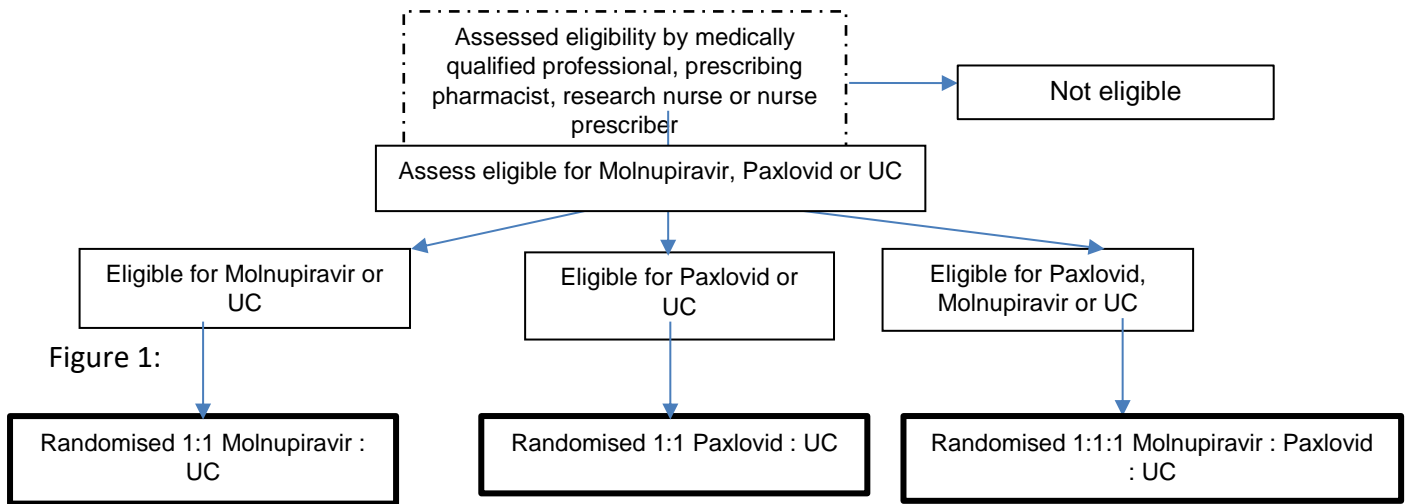 Assessed eligibility by medically
qualified professional, prescribing
pharmacist, research nurse or nurse
prescriber
Not eligible
Assess eligible for Molnupiravir, Paxlovid or UC
Eligible for Molnupiravir or
UC
Eligible for Paxlovid or
UC
Eligible for Paxlovid,
Molnupiravir or UC
Figure 1:
Randomised 1:1 Molnupiravir :
UC
Randomised 1:1 Paxlovid : UC
Randomised 1:1:1 Molnupiravir : Paxlovid
: UC